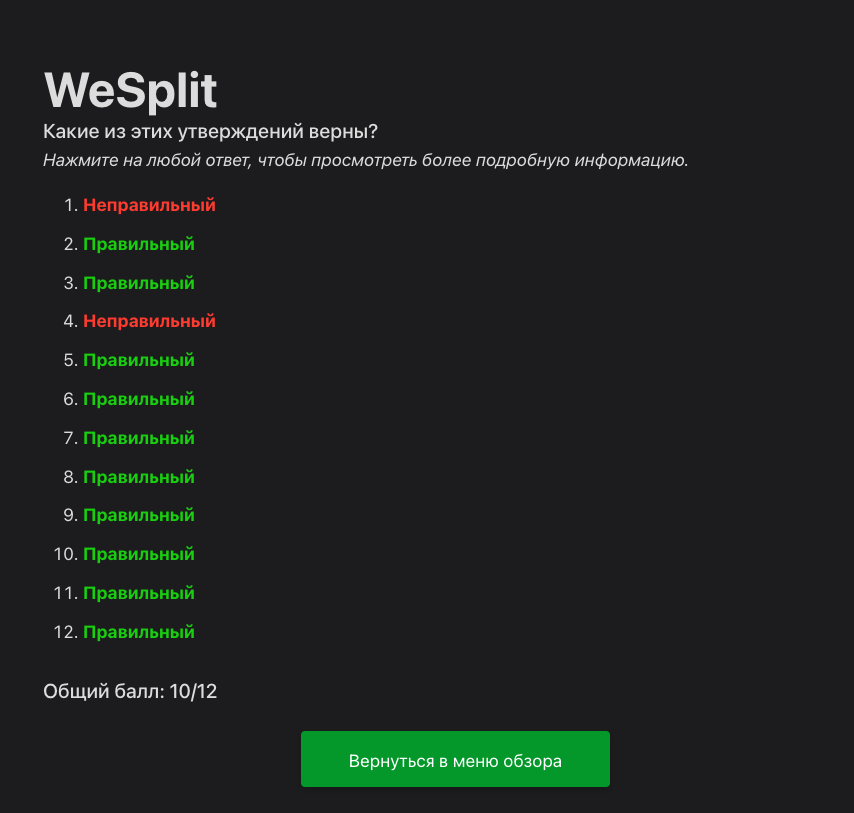 WeSplit
Какие из этих утверждений верны?
Нажмите на любой ответ, чтобы просмотреть более подробную информацию.
1. Неправильный
2. Правильный
3. Правильный
4. Неправильный
5. Правильный
6. Правильный
7. Правильный
8. Правильный
9. Правильный
10. Правильный
11. Правильный
12. Правильный
Общий балл: 10/12
Вернуться в меню обзора